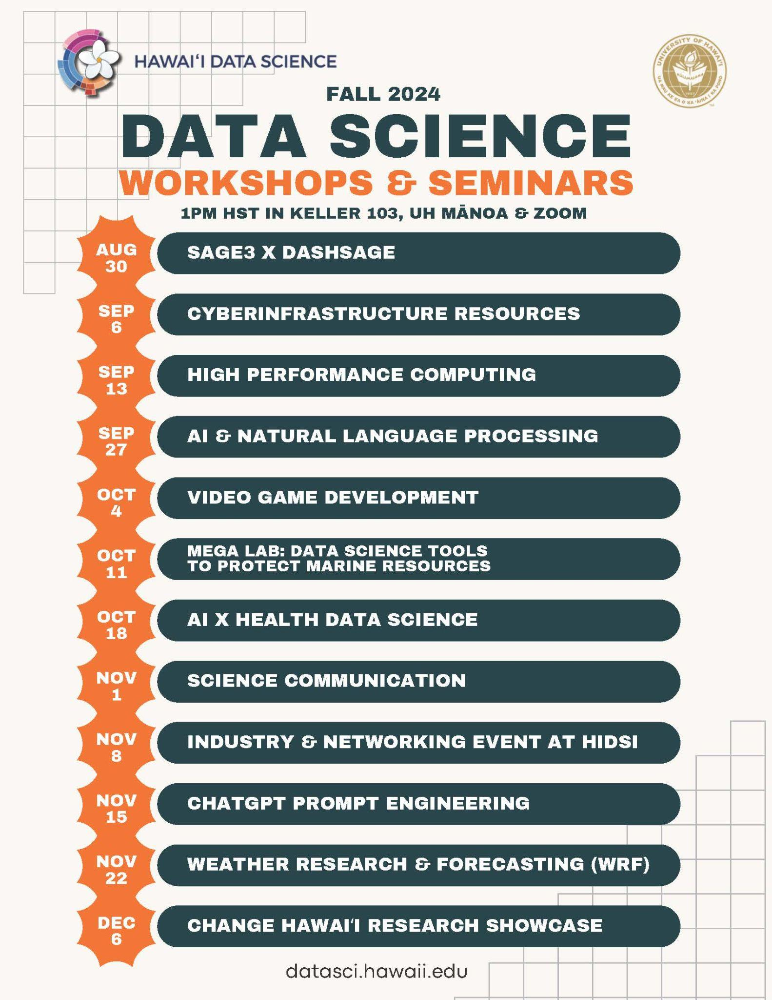 HAWAIʻI DATA SCIENCE
UNIVERSITY OF HAWAIʻI
MĀLAMALAMA
1907
UA MAU KE EA O KA ʻĀINA I KA PONO
TM
FALL 2024
DATA SCIENCE
WORKSHOPS & SEMINARS
1PM HST IN KELLER 103, UH MĀNOA & ZOOM
AUG
30
SAGE3 X DASHSAGE
SEP
6
CYBERINFRASTRUCTURE RESOURCES
SEP
13
HIGH PERFORMANCE COMPUTING
SEP
27
AI & NATURAL LANGUAGE PROCESSING
OCT
4
VIDEO GAME DEVELOPMENT
OCT
11
MEGA LAB: DATA SCIENCE TOOLS
TO PROTECT MARINE RESOURCES
OCT
18
AI X HEALTH DATA SCIENCE
NOV
1
SCIENCE COMMUNICATION
NOV
8
INDUSTRY & NETWORKING EVENT AT HIDSI
NOV
15
CHATGPT PROMPT ENGINEERING
NOV
22
WEATHER RESEARCH & FORECASTING (WRF)
DEC
6
CHANGE HAWAIʻI RESEARCH SHOWCASE
datasci.hawaii.edu